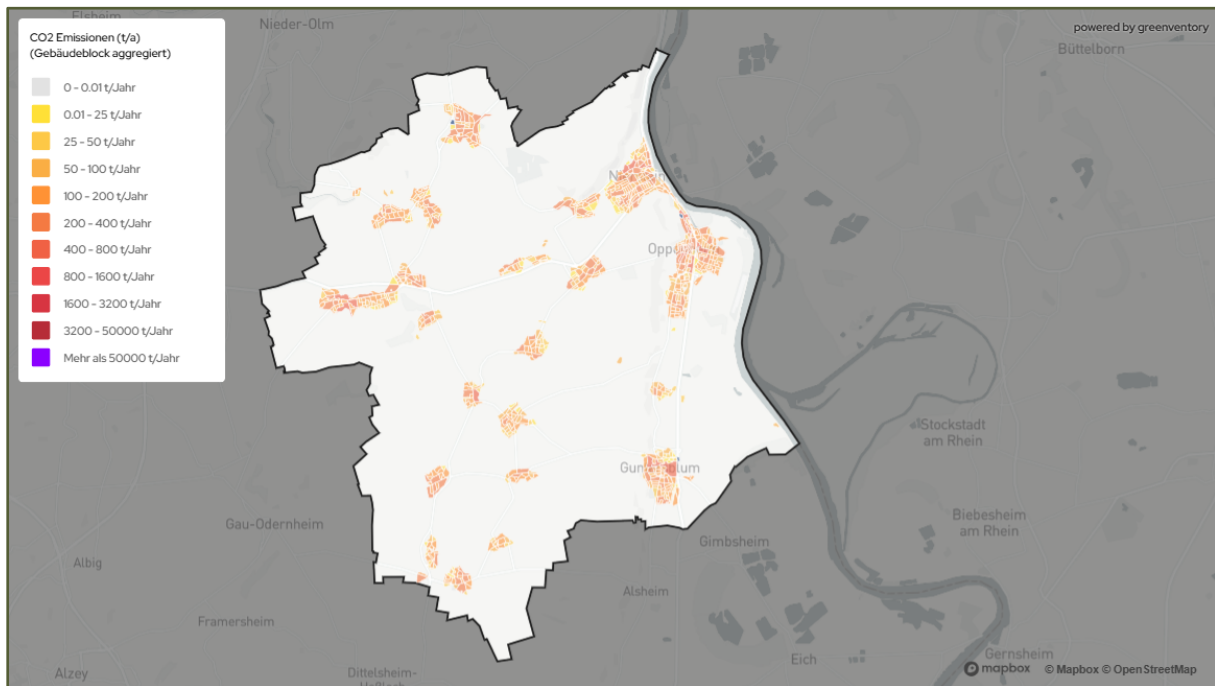 Elsheim
Nieder-Olm
powered by greenventory
Büttelborn
CO2 Emissionen (t/a)
(Gebäudeblock aggregiert)
0 - 0.01 t/Jahr
0.01 - 25 t/Jahr
25 - 50 t/Jahr
50 - 100 t/Jahr
100 - 200 t/Jahr
200 - 400 t/Jahr
400 - 800 t/Jahr
800 - 1600 t/Jahr
1600 - 3200 t/Jahr
3200 - 50000 t/Jahr
Mehr als 50000 t/Jahr
Stockstadt
am Rhein
Gau-Odernheim
Biebesheim
am Rhein
Gimbsheim
Albig
Alsheim
Framersheim
Eich
Gernsheim
Alzey
Dittelsheim-
mapbox © Mapbox © OpenStreetMap